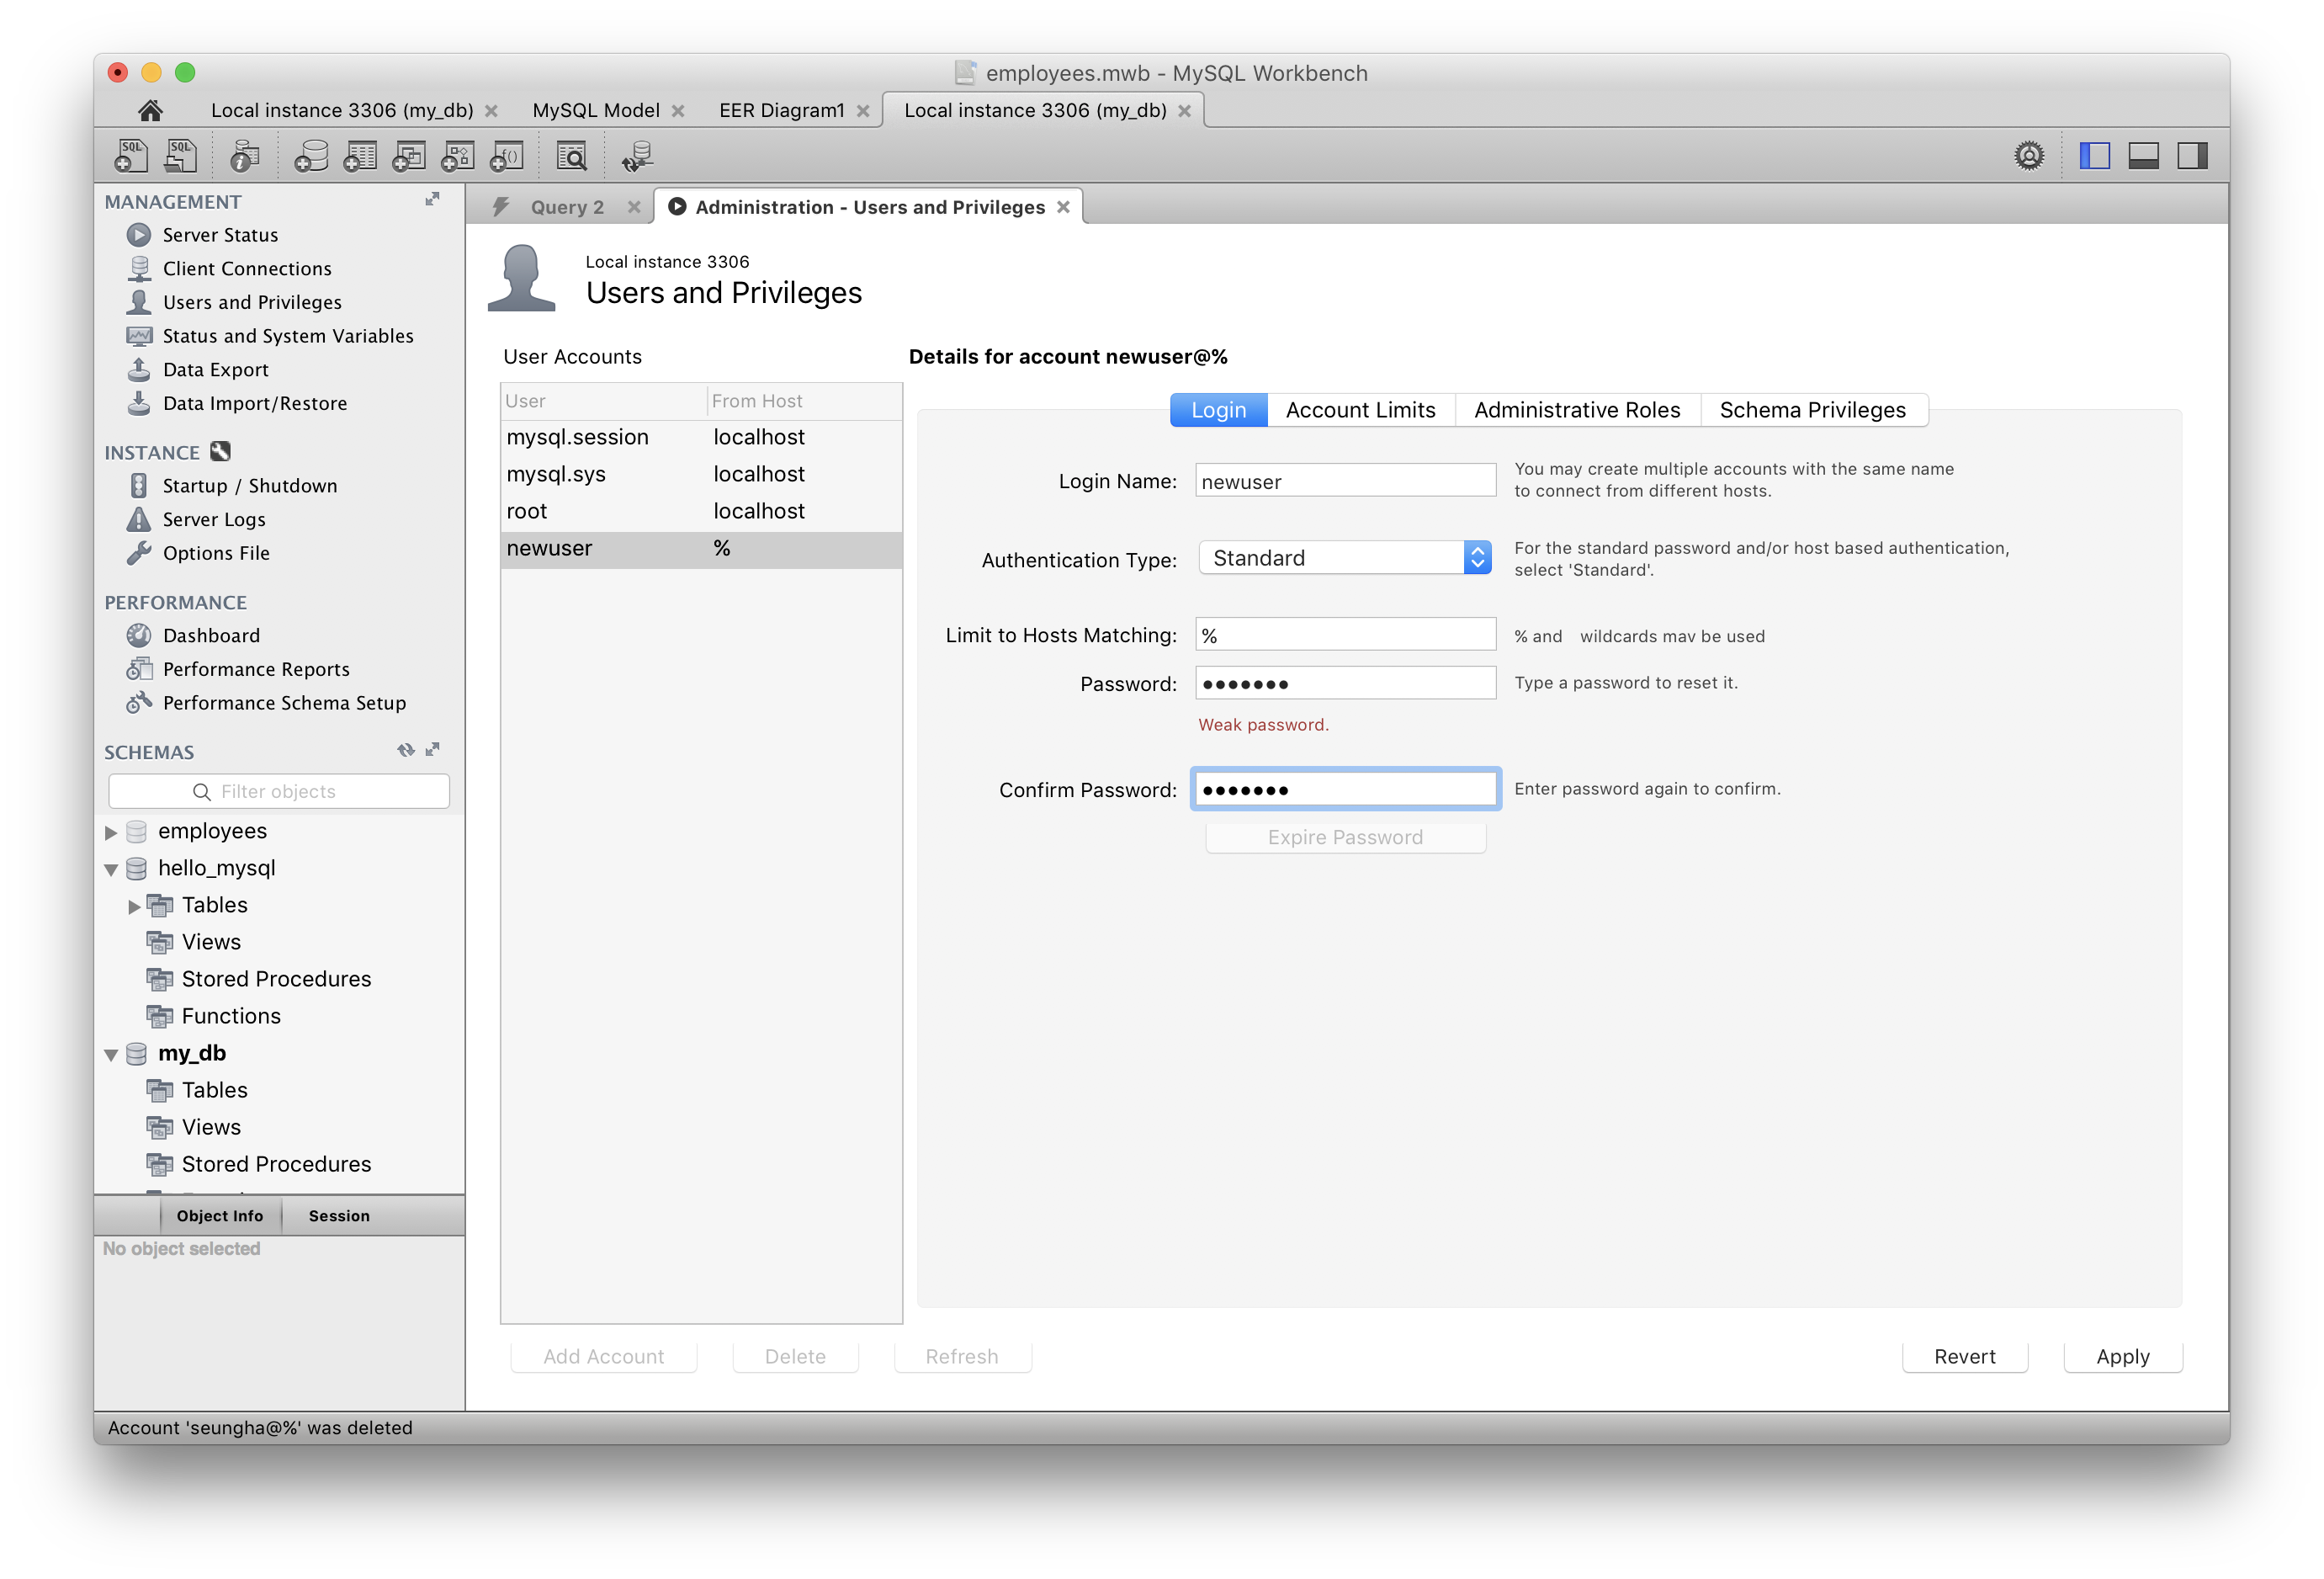 employees.mwb - MySQL Workbench
Local instance 3306 (my_db)
MySQL Model
EER Diagram1
Local instance 3306 (my_db)
SQL
SQL
f()
MANAGEMENT
Server Status
Client Connections
Users and Privileges
Status and System Variables
Data Export
Data Import/Restore
INSTANCE
Startup / Shutdown
Server Logs
Options File
PERFORMANCE
Dashboard
Performance Reports
Performance Schema Setup
SCHEMAS
Filter objects
employees
hello_mysql
Tables
Views
Stored Procedures
Functions
my_db
Tables
Views
Stored Procedures
Object Info
Session
No object selected
Query 2
Administration - Users and Privileges
Local instance 3306
Users and Privileges
User Accounts
User From Host
mysql.session localhost
mysql.sys localhost
root localhost
newuser %
Add Account
Delete
Refresh
Details for account newuser@%
Login
Account Limits
Administrative Roles
Schema Privileges
Login Name: newuser
You may create multiple accounts with the same name
to connect from different hosts.
Authentication Type: Standard
For the standard password and/or host based authentication,
select 'Standard'.
Limit to Hosts Matching: %
% and wildcards may be used
Password: •••••••
Type a password to reset it.
Weak password.
Confirm Password: •••••••
Enter password again to confirm.
Expire Password
Revert
Apply
Account 'seungha@%' was deleted